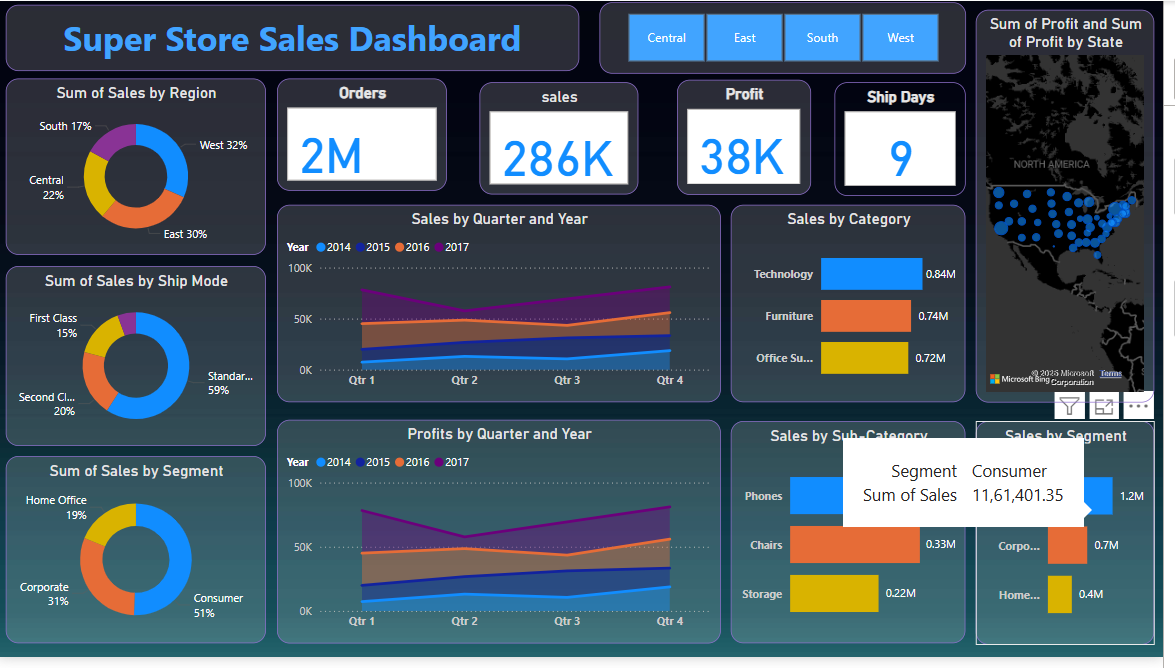 Super Store Sales Dashboard
Central
East
South
West
Sum of Profit and Sum
of Profit by State
NORTH AMERICA
Microsoft Bing
© 2025 Microsoft Corporation
Terms
Sum of Sales by Region
South 17%
West 32%
Central
22%
East 30%
Orders
2M
sales
286K
Profit
38K
Ship Days
9
Sum of Sales by Ship Mode
First Class
15%
Standar...
59%
Second Cl...
20%
Sales by Quarter and Year
Year 2014 2015 2016 2017
100K
50K
0K
Qtr 1 Qtr 2 Qtr 3 Qtr 4
Sales by Category
Technology 0.84M
Furniture 0.74M
Office Su... 0.72M
Sum of Sales by Segment
Home Office
19%
Corporate
31%
Consumer
51%
Profits by Quarter and Year
Year 2014 2015 2016 2017
100K
50K
0K
Qtr 1 Qtr 2 Qtr 3 Qtr 4
Sales by Sub-Category
Phones
Chairs 0.33M
Storage 0.22M
Sales by Segment
Segment Consumer
Sum of Sales 11,61,401.35
1.2M
Corpo... 0.7M
Home... 0.4M